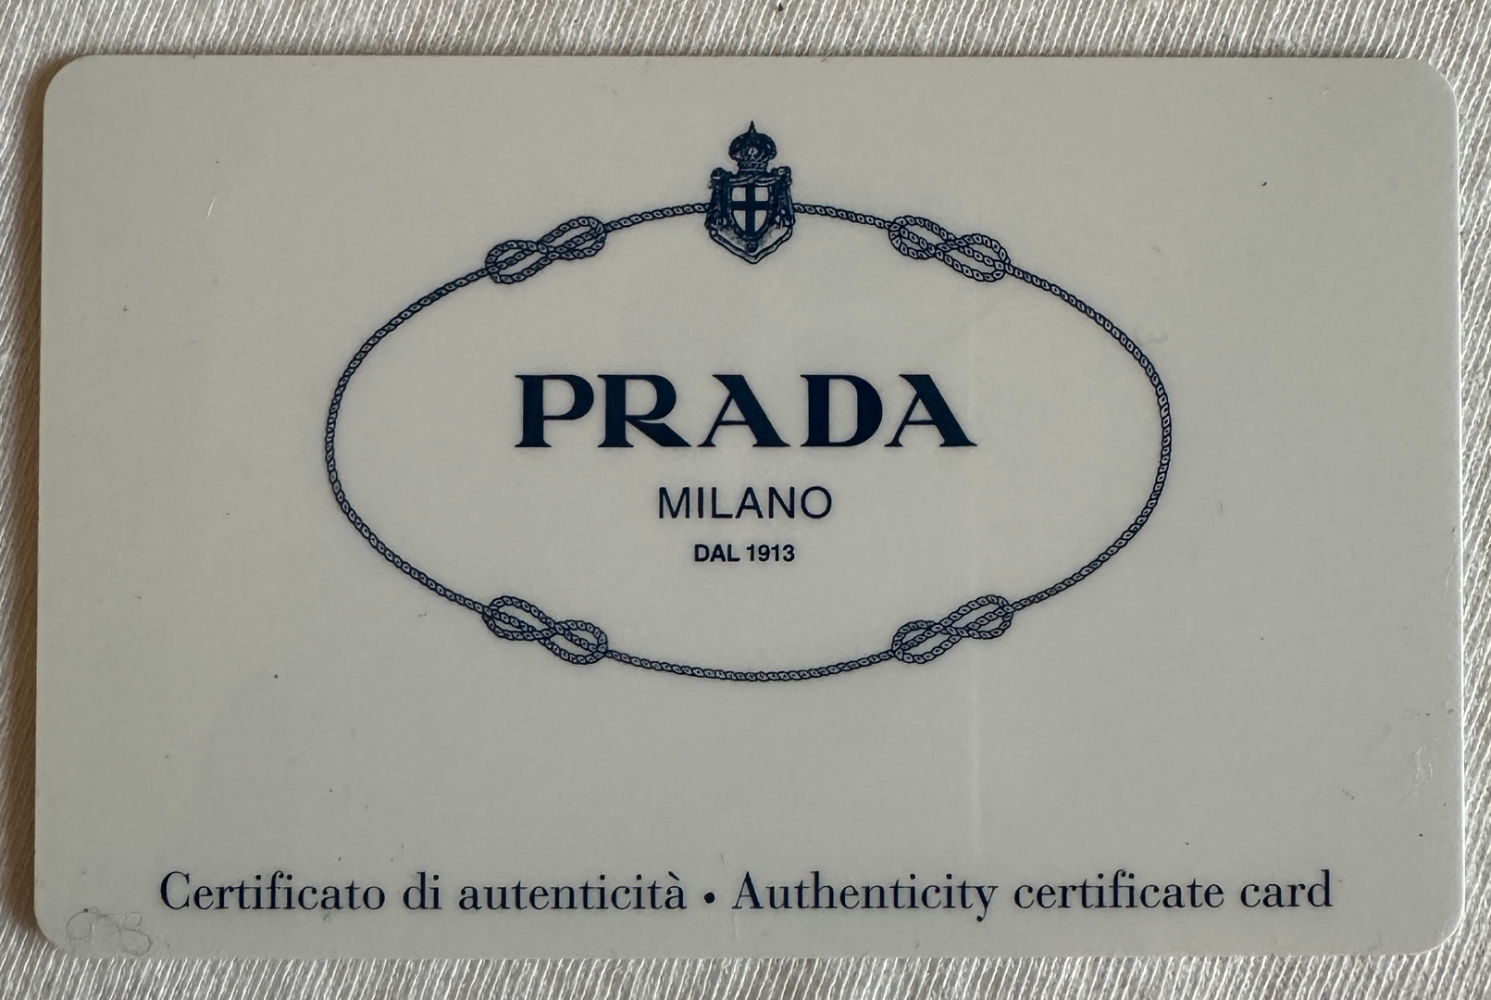 PRADA
MILANO
DAL 1913
Certificato di autenticità • Authenticity certificate card